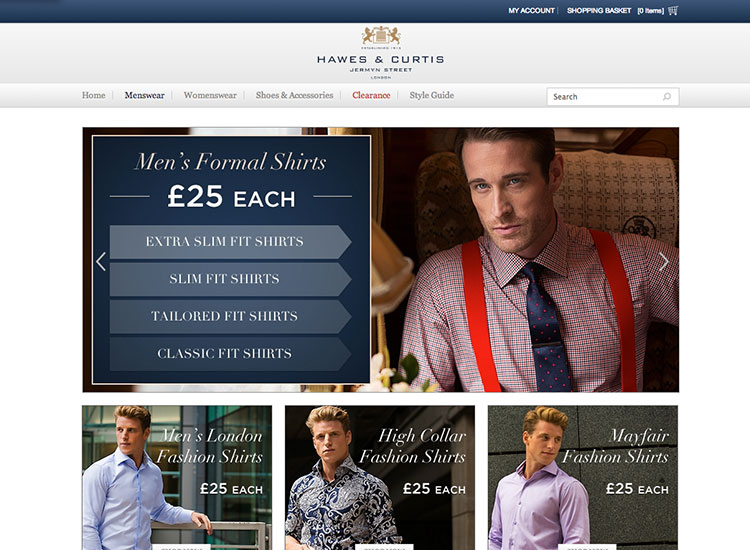 MY ACCOUNT SHOPPING BASKET [0 Items]
ESTABLISHED 1913
HAWES & CURTIS
JERMYN STREET
LONDON
Home Menswear Womenswear Shoes & Accessories Clearance Style Guide Search
Men's Formal Shirts
£25 EACH
EXTRA SLIM FIT SHIRTS
SLIM FIT SHIRTS
TAILORED FIT SHIRTS
CLASSIC FIT SHIRTS
Men's London
Fashion Shirts
£25 EACH
High Collar
Fashion Shirts
£25 EACH
Mayfair
Fashion Shirts
£25 EACH